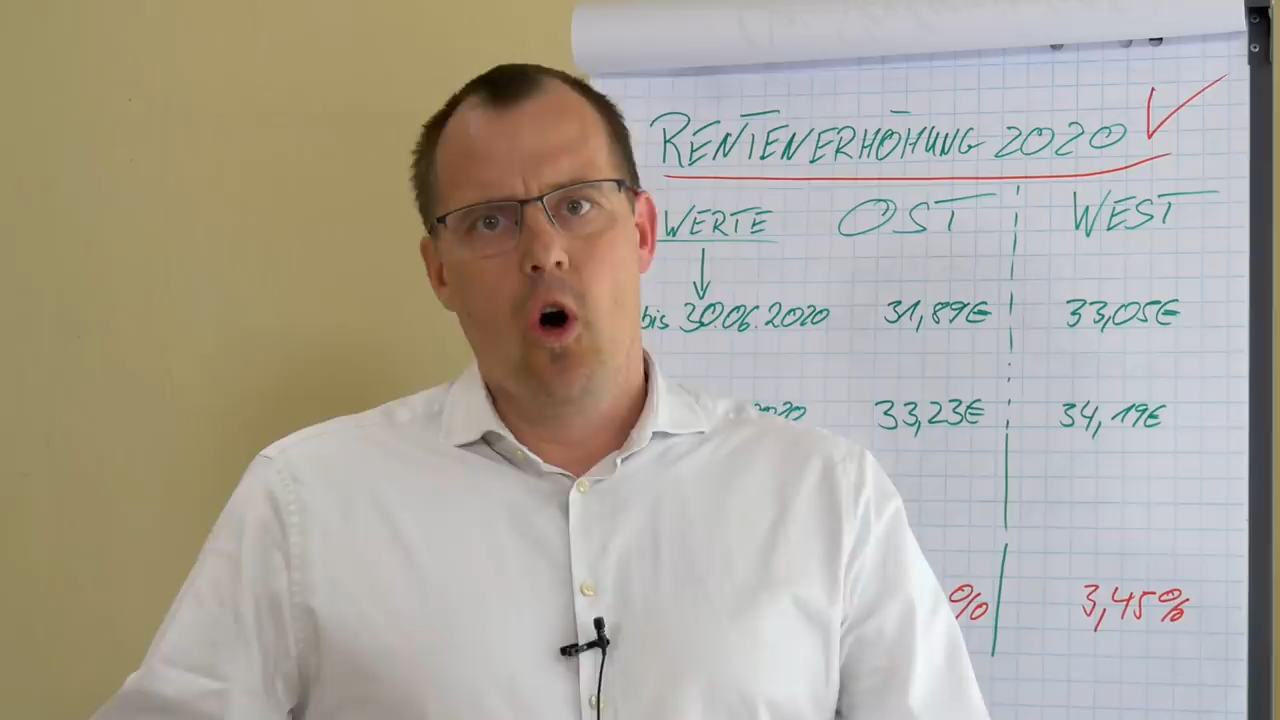 RENTENERHÖHUNG 2020
WERTE OST WEST
bis 30.06.2020 31,89€ 33,05€
2020 33,23€ 34,19€
% 3,45%